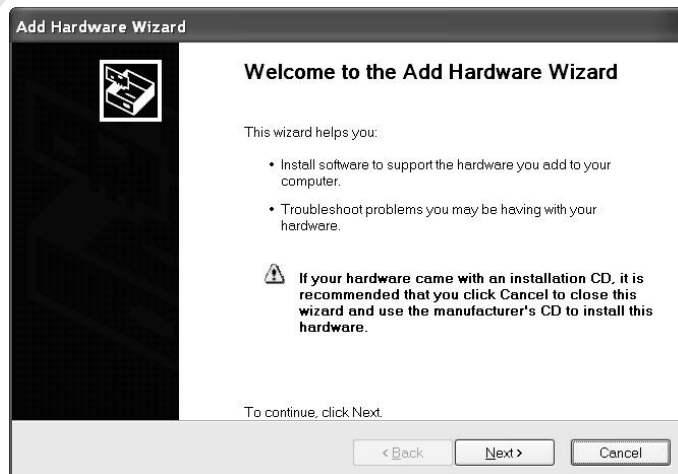 Add Hardware Wizard
Welcome to the Add Hardware Wizard
This wizard helps you:
• Install software to support the hardware you add to your
computer.
• Troubleshoot problems you may be having with your
hardware.
If your hardware came with an installation CD, it is
recommended that you click Cancel to close this
wizard and use the manufacturer's CD to install this
hardware.
To continue, click Next.
< Back Next > Cancel